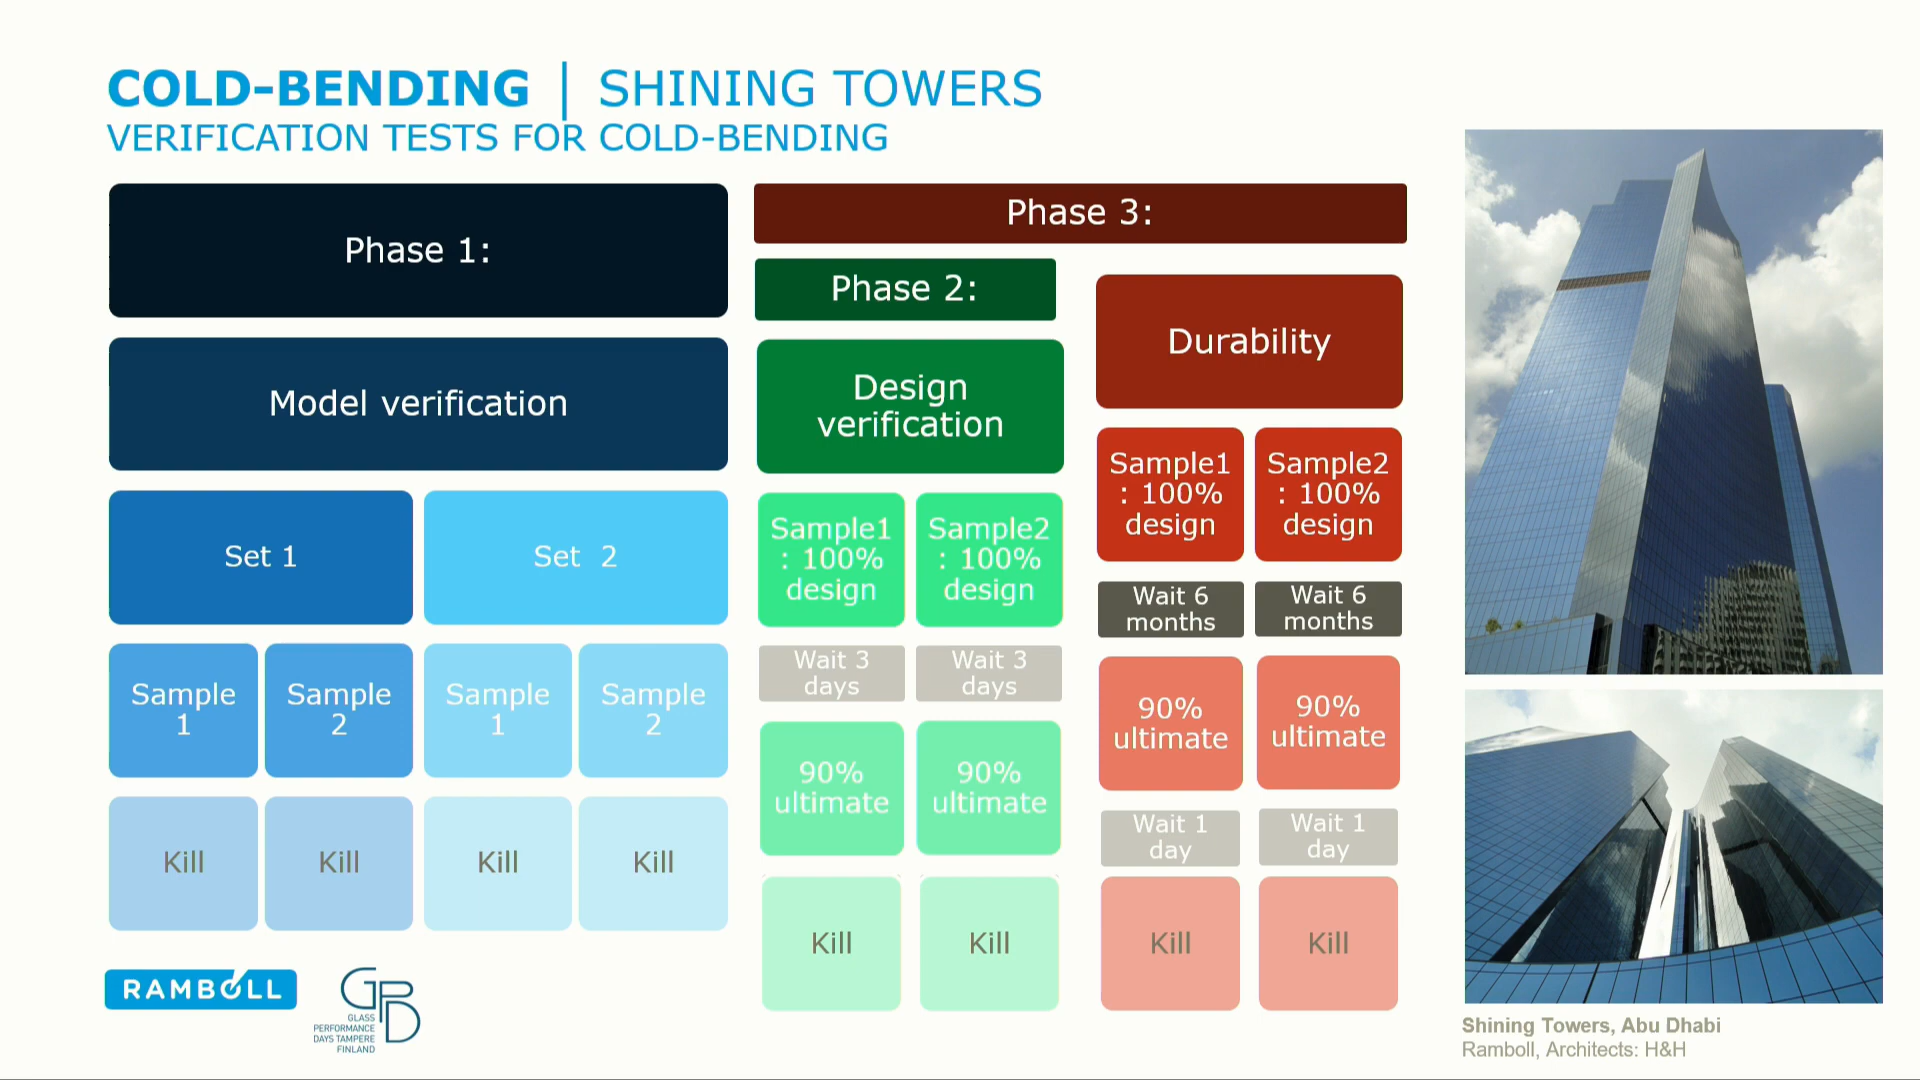 COLD-BENDING | SHINING TOWERS
VERIFICATION TESTS FOR COLD-BENDING
Phase 1:
Model verification
Set 1
Set 2
Sample
1
Sample
2
Sample
1
Sample
2
Kill
Kill
Kill
Kill
Phase 3:
Phase 2:
Design
verification
Sample1
: 100%
design
Sample2
: 100%
design
Wait 3
days
Wait 3
days
90%
ultimate
90%
ultimate
Kill
Kill
Durability
Sample1
: 100%
design
Sample2
: 100%
design
Wait 6
months
Wait 6
months
90%
ultimate
90%
ultimate
Wait 1
day
Wait 1
day
Kill
Kill
RAMBOLL
GPD
GLASS
PERFORMANCE
DAYS TAMPERE
FINLAND
Shining Towers, Abu Dhabi
Ramboll, Architects: H&H